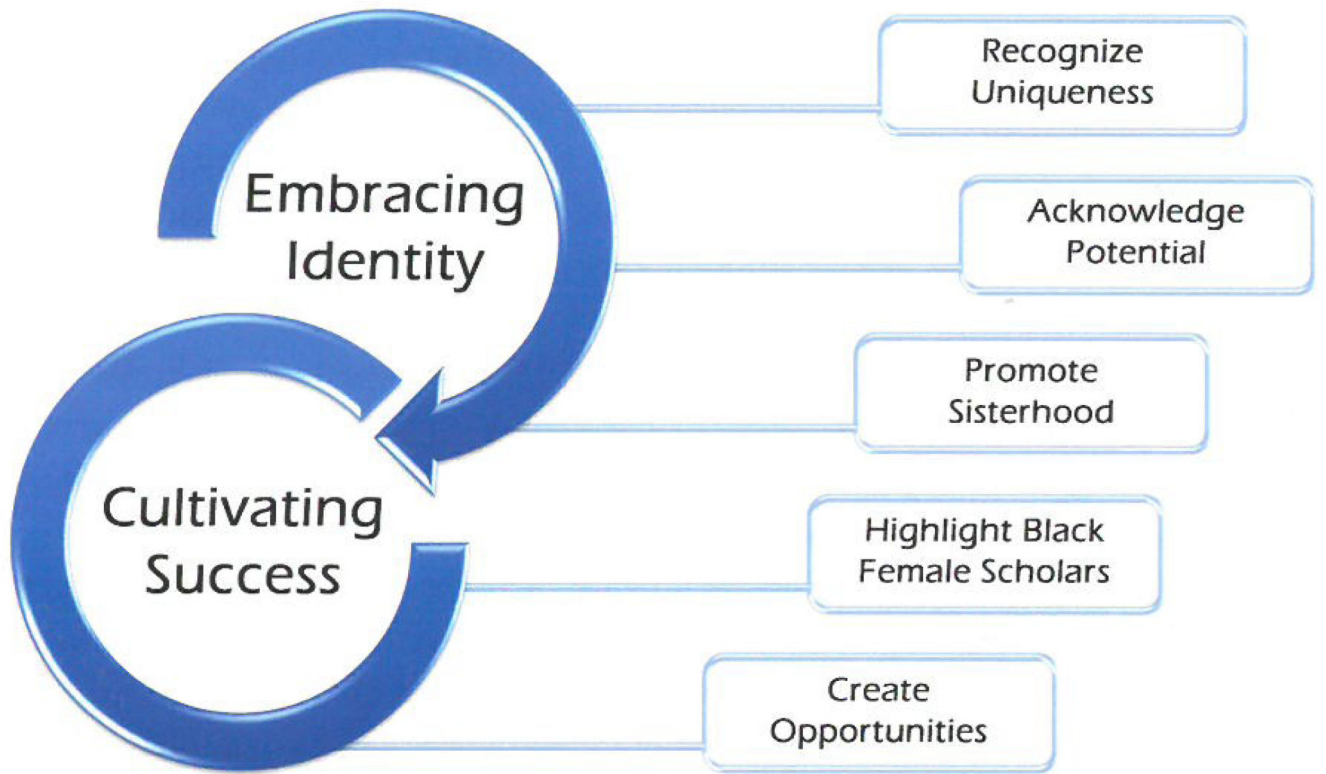 Embracing
Identity
Recognize
Uniqueness
Acknowledge
Potential
Promote
Sisterhood
Cultivating
Success
Highlight Black
Female Scholars
Create
Opportunities